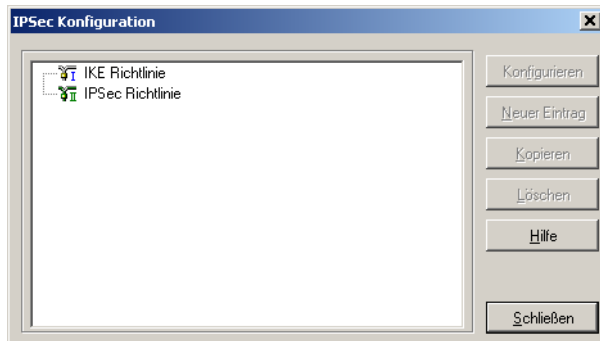 IPSec Konfiguration
IKE Richtlinie
IPSec Richtlinie
Konfigurieren
Neuer Eintrag
Kopieren
Löschen
Hilfe
Schließen